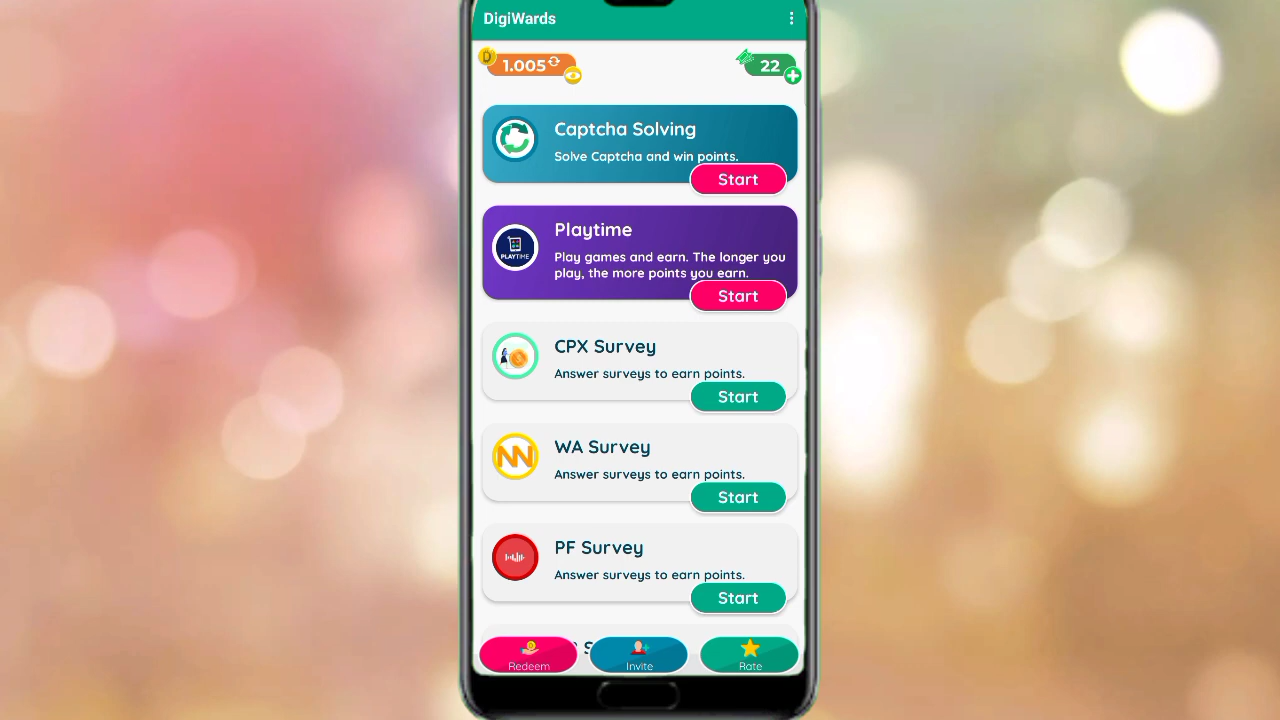 DigiWards
1.005
22
Captcha Solving
Solve Captcha and win points.
Start
PLAYTIME
Playtime
Play games and earn. The longer you
play, the more points you earn.
Start
CPX Survey
Answer surveys to earn points.
Start
WA Survey
Answer surveys to earn points.
Start
PF Survey
Answer surveys to earn points.
Start
Redeem
Invite
Rate